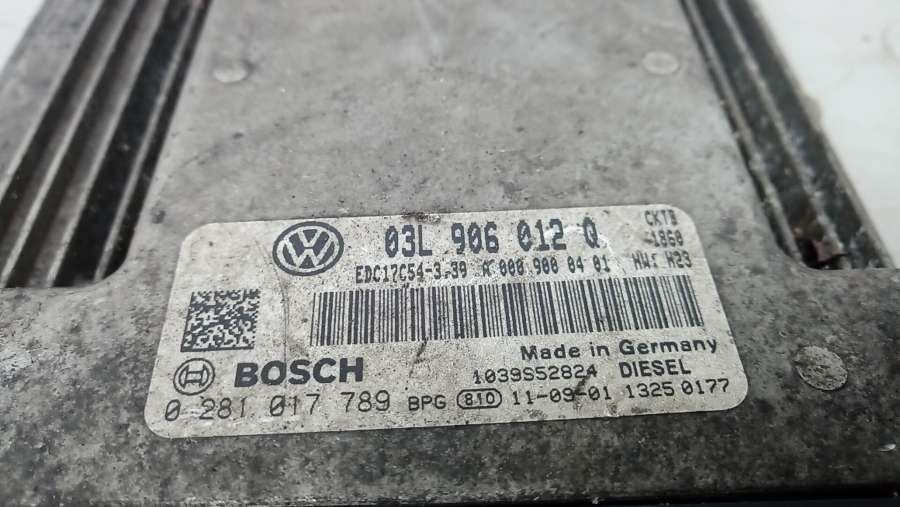 03L 906 012 Q
CKTB
-1860
EDC17C54-3.39 A 000 900 04 01 HW: H23
Made in Germany
BOSCH
1039S52824 DIESEL
0 281 017 789 BPG 810 11-09-01 1325 0177